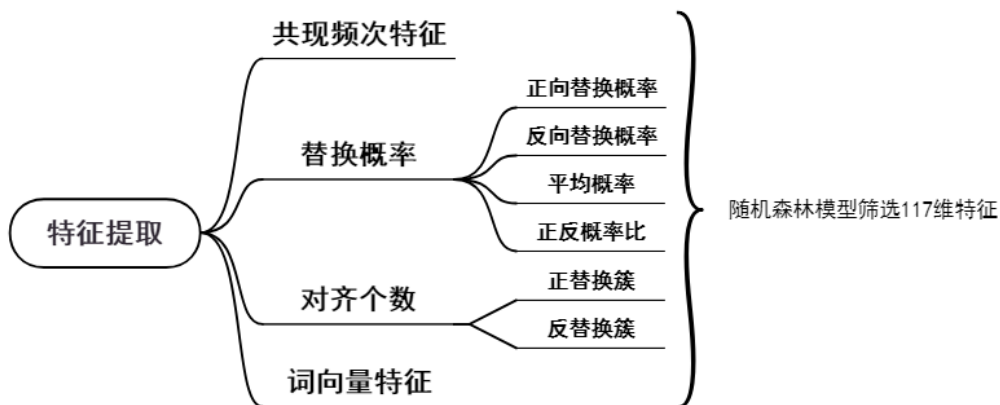 特征提取
共现频次特征
替换概率
正向替换概率
反向替换概率
平均概率
正反概率比
对齐个数
正替换簇
反替换簇
词向量特征
随机森林模型筛选117维特征